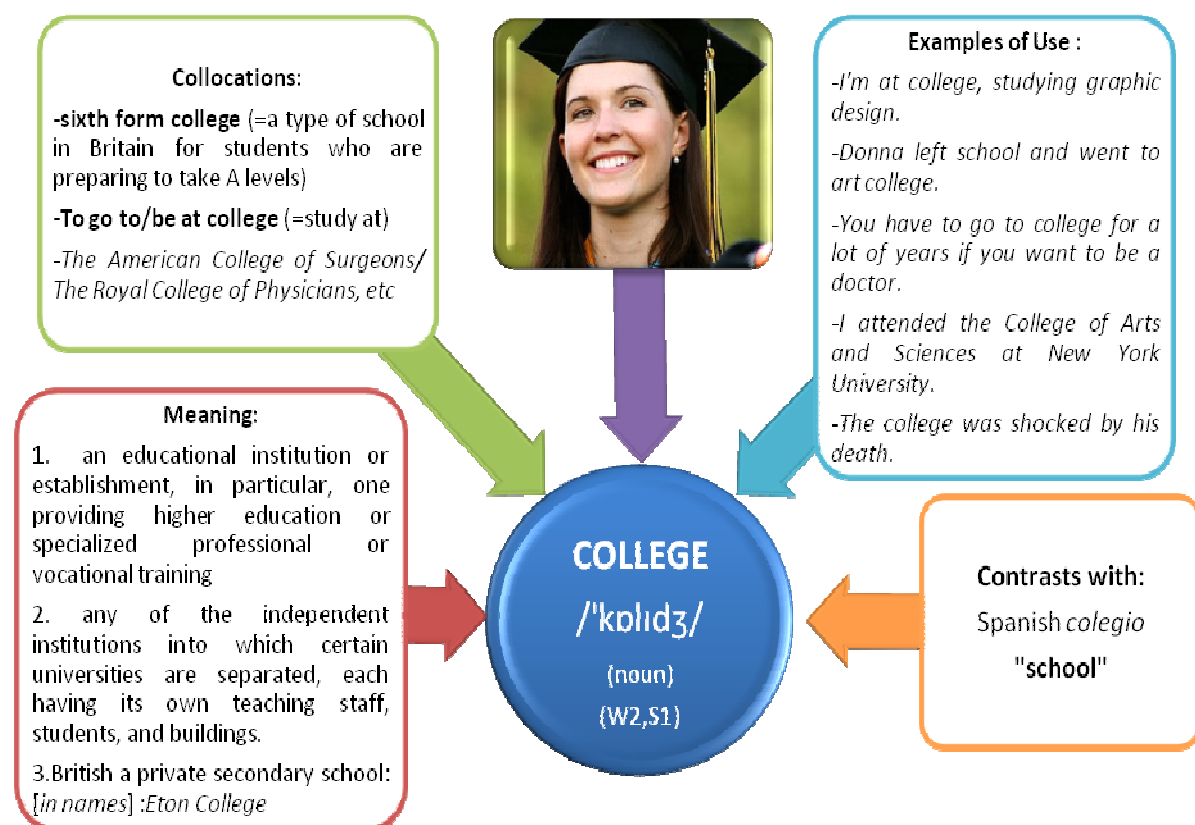 Collocations:
-sixth form college (=a type of school
in Britain for students who are
preparing to take A levels)
-To go to/be at college (=study at)
-The American College of Surgeons/
The Royal College of Physicians, etc
Examples of Use :
-I'm at college, studying graphic
design.
-Donna left school and went to
art college.
-You have to go to college for a
lot of years if you want to be a
doctor.
-I attended the College of Arts
and Sciences at New York
University.
-The college was shocked by his
death.
Meaning:
1. an educational institution or
establishment, in particular, one
providing higher education or
specialized professional or
vocational training
2. any of the independent
institutions into which certain
universities are separated, each
having its own teaching staff,
students, and buildings.
3.British a private secondary school:
[in names] :Eton College
COLLEGE
/ˈkɒlɪdʒ/
(noun)
(W2,S1)
Contrasts with:
Spanish colegio
"school"